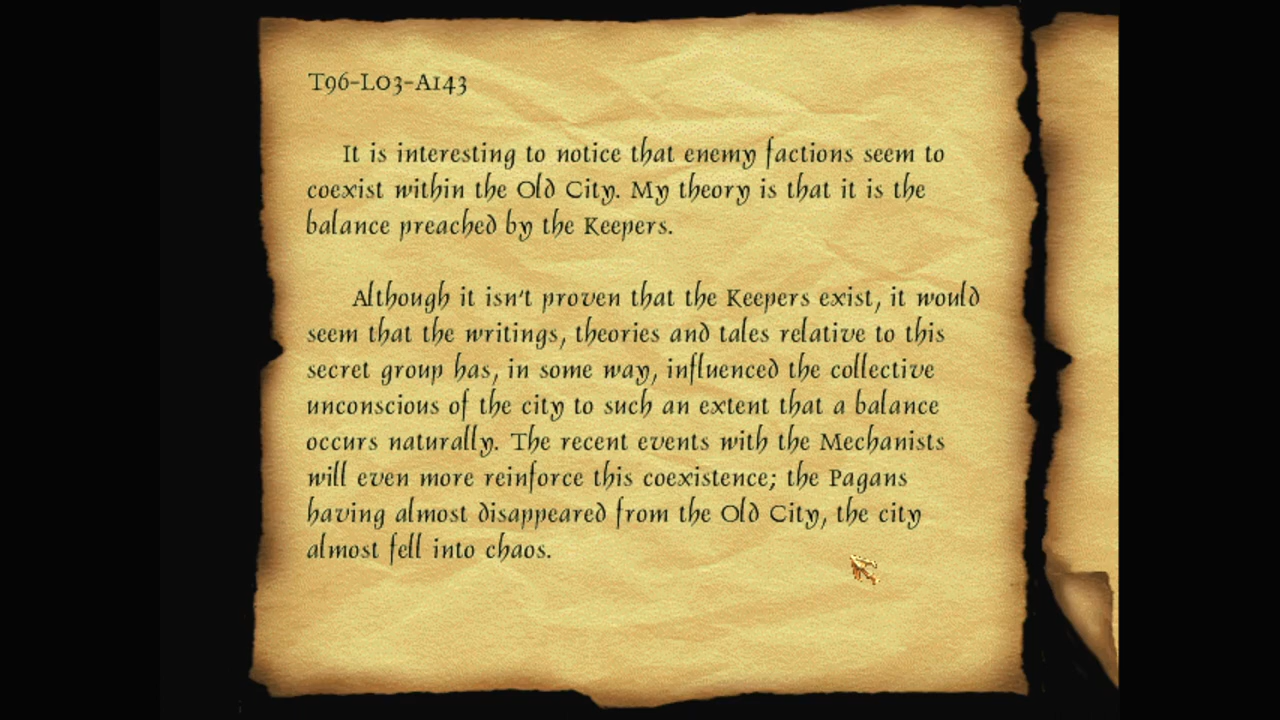 T96-L03-A143
It is interesting to notice that enemy factions seem to
coexist within the Old City. My theory is that it is the
balance preached by the Keepers.
Although it isn't proven that the Keepers exist, it would
seem that the writings, theories and tales relative to this
secret group has, in some way, influenced the collective
unconscious of the city to such an extent that a balance
occurs naturally. The recent events with the Mechanists
will even more reinforce this coexistence; the Pagans
having almost disappeared from the Old City, the city
almost fell into chaos.